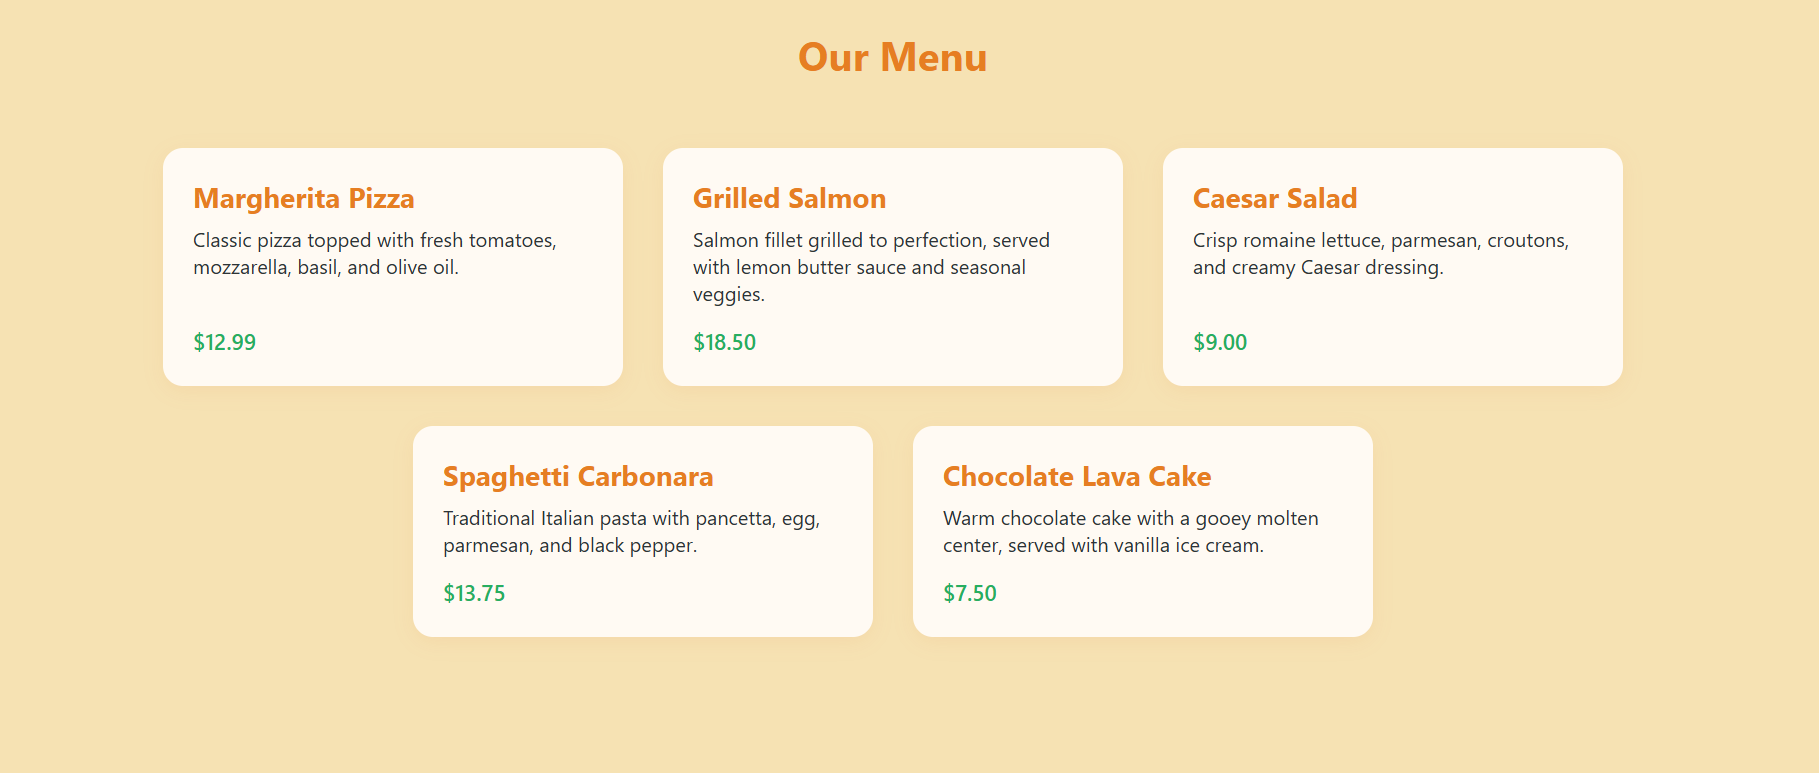 Our Menu
Margherita Pizza
Classic pizza topped with fresh tomatoes,
mozzarella, basil, and olive oil.
$12.99
Grilled Salmon
Salmon fillet grilled to perfection, served
with lemon butter sauce and seasonal
veggies.
$18.50
Caesar Salad
Crisp romaine lettuce, parmesan, croutons,
and creamy Caesar dressing.
$9.00
Spaghetti Carbonara
Traditional Italian pasta with pancetta, egg,
parmesan, and black pepper.
$13.75
Chocolate Lava Cake
Warm chocolate cake with a gooey molten
center, served with vanilla ice cream.
$7.50